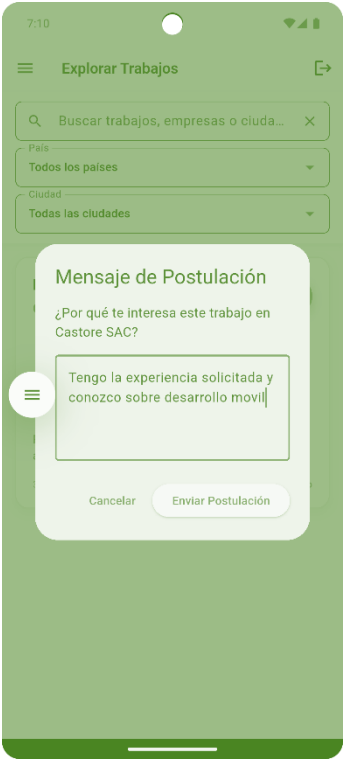 7:10
Explorar Trabajos
Buscar trabajos, empresas o ciuda...
País
Todos los países
Ciudad
Todas las ciudades
Mensaje de Postulación
¿Por qué te interesa este trabajo en
Castore SAC?
Tengo la experiencia solicitada y
conozco sobre desarrollo movil
Cancelar
Enviar Postulación